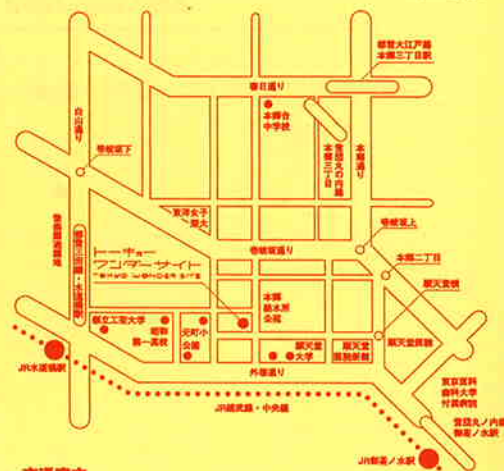 都営大江戸線
本郷三丁目駅
春日通り
白山通り
本郷台
中学校
営団丸の内線
本郷三丁目
本郷通り
壱岐坂下
東洋女子
短大
壱岐坂上
壱岐坂通り
後楽園遊園地
都営三田線・水道橋駅
トーキョー
ワンダーサイト
TOKYO WONDER SITE
本郷二丁目
本郷
給水所
公苑
順天堂前
都立工芸大学
昭和
第一高校
元町小
公園
順天堂
大学
順天堂
医院新館
順天堂医院
外堀通り
JR水道橋駅
東京医科
歯科大学
付属病院
JR総武線・中央線
営団丸ノ内線
御茶ノ水駅
JR御茶ノ水駅